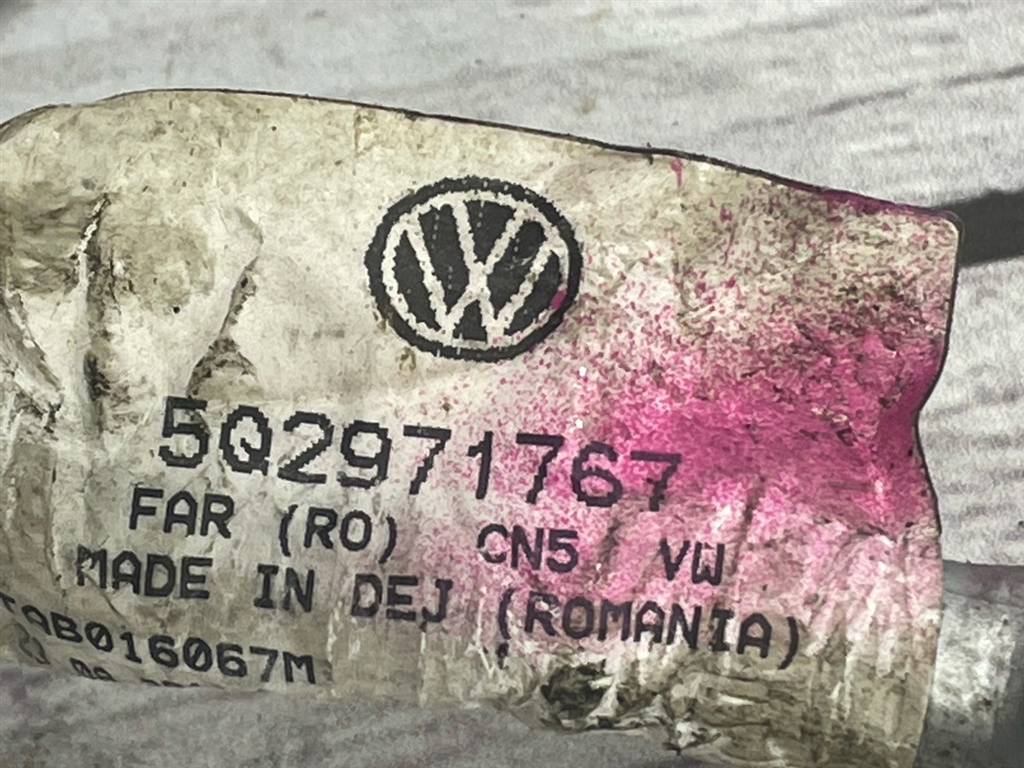 5Q2971767
FAR (RO) CN5 VW
MADE IN DEJ (ROMANIA)
TAB016067M